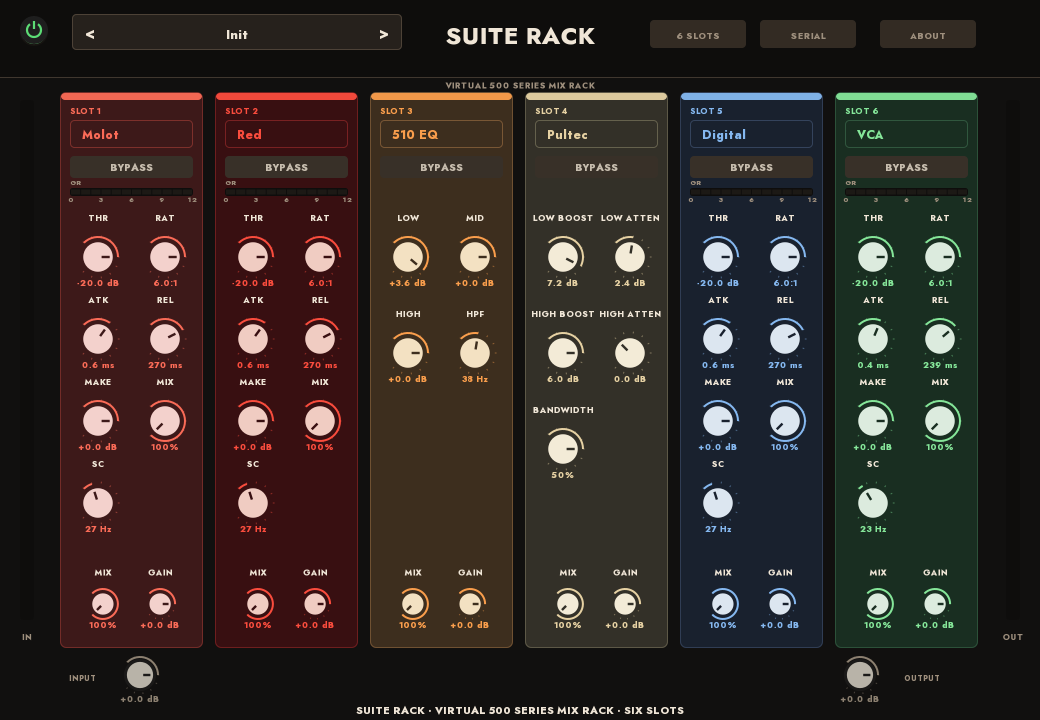 < Init >
SUITE RACK
6 SLOTS SERIAL ABOUT
VIRTUAL 500 SERIES MIX RACK
SLOT 1
Molot
BYPASS
GR
0 3 6 9 12
THR RAT
-20.0 dB 6.0:1
ATK REL
0.6 ms 270 ms
MAKE MIX
+0.0 dB 100%
SC
27 Hz
MIX GAIN
100% +0.0 dB
SLOT 2
Red
BYPASS
GR
0 3 6 9 12
THR RAT
-20.0 dB 6.0:1
ATK REL
0.6 ms 270 ms
MAKE MIX
+0.0 dB 100%
SC
27 Hz
MIX GAIN
100% +0.0 dB
SLOT 3
510 EQ
BYPASS
LOW MID
+3.6 dB +0.0 dB
HIGH HPF
+0.0 dB 38 Hz
MIX GAIN
100% +0.0 dB
SLOT 4
Pultec
BYPASS
LOW BOOST LOW ATTEN
7.2 dB 2.4 dB
HIGH BOOST HIGH ATTEN
6.0 dB 0.0 dB
BANDWIDTH
50%
MIX GAIN
100% +0.0 dB
SLOT 5
Digital
BYPASS
GR
0 3 6 9 12
THR RAT
-20.0 dB 6.0:1
ATK REL
0.6 ms 270 ms
MAKE MIX
+0.0 dB 100%
SC
27 Hz
MIX GAIN
100% +0.0 dB
SLOT 6
VCA
BYPASS
GR
0 3 6 9 12
THR RAT
-20.0 dB 6.0:1
ATK REL
0.4 ms 239 ms
MAKE MIX
+0.0 dB 100%
SC
23 Hz
MIX GAIN
100% +0.0 dB
IN OUT
INPUT OUTPUT
+0.0 dB +0.0 dB
SUITE RACK · VIRTUAL 500 SERIES MIX RACK · SIX SLOTS